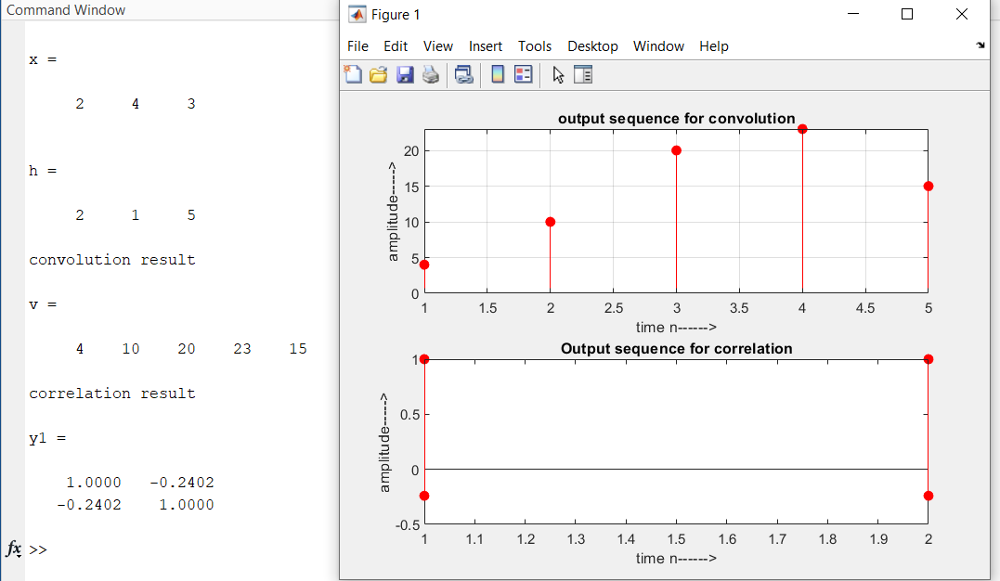 Command Window
x =
2 4 3
h =
2 1 5
convolution result
v =
4 10 20 23 15
correlation result
y1 =
1.0000 -0.2402
-0.2402 1.0000
fx >>
Figure 1
File Edit View Insert Tools Desktop Window Help
output sequence for convolution
20
15
10
5
0
amplitude----->
1 1.5 2 2.5 3 3.5 4 4.5 5
time n------>
Output sequence for correlation
1
0.5
0
-0.5
amplitude----->
1 1.1 1.2 1.3 1.4 1.5 1.6 1.7 1.8 1.9 2
time n------>